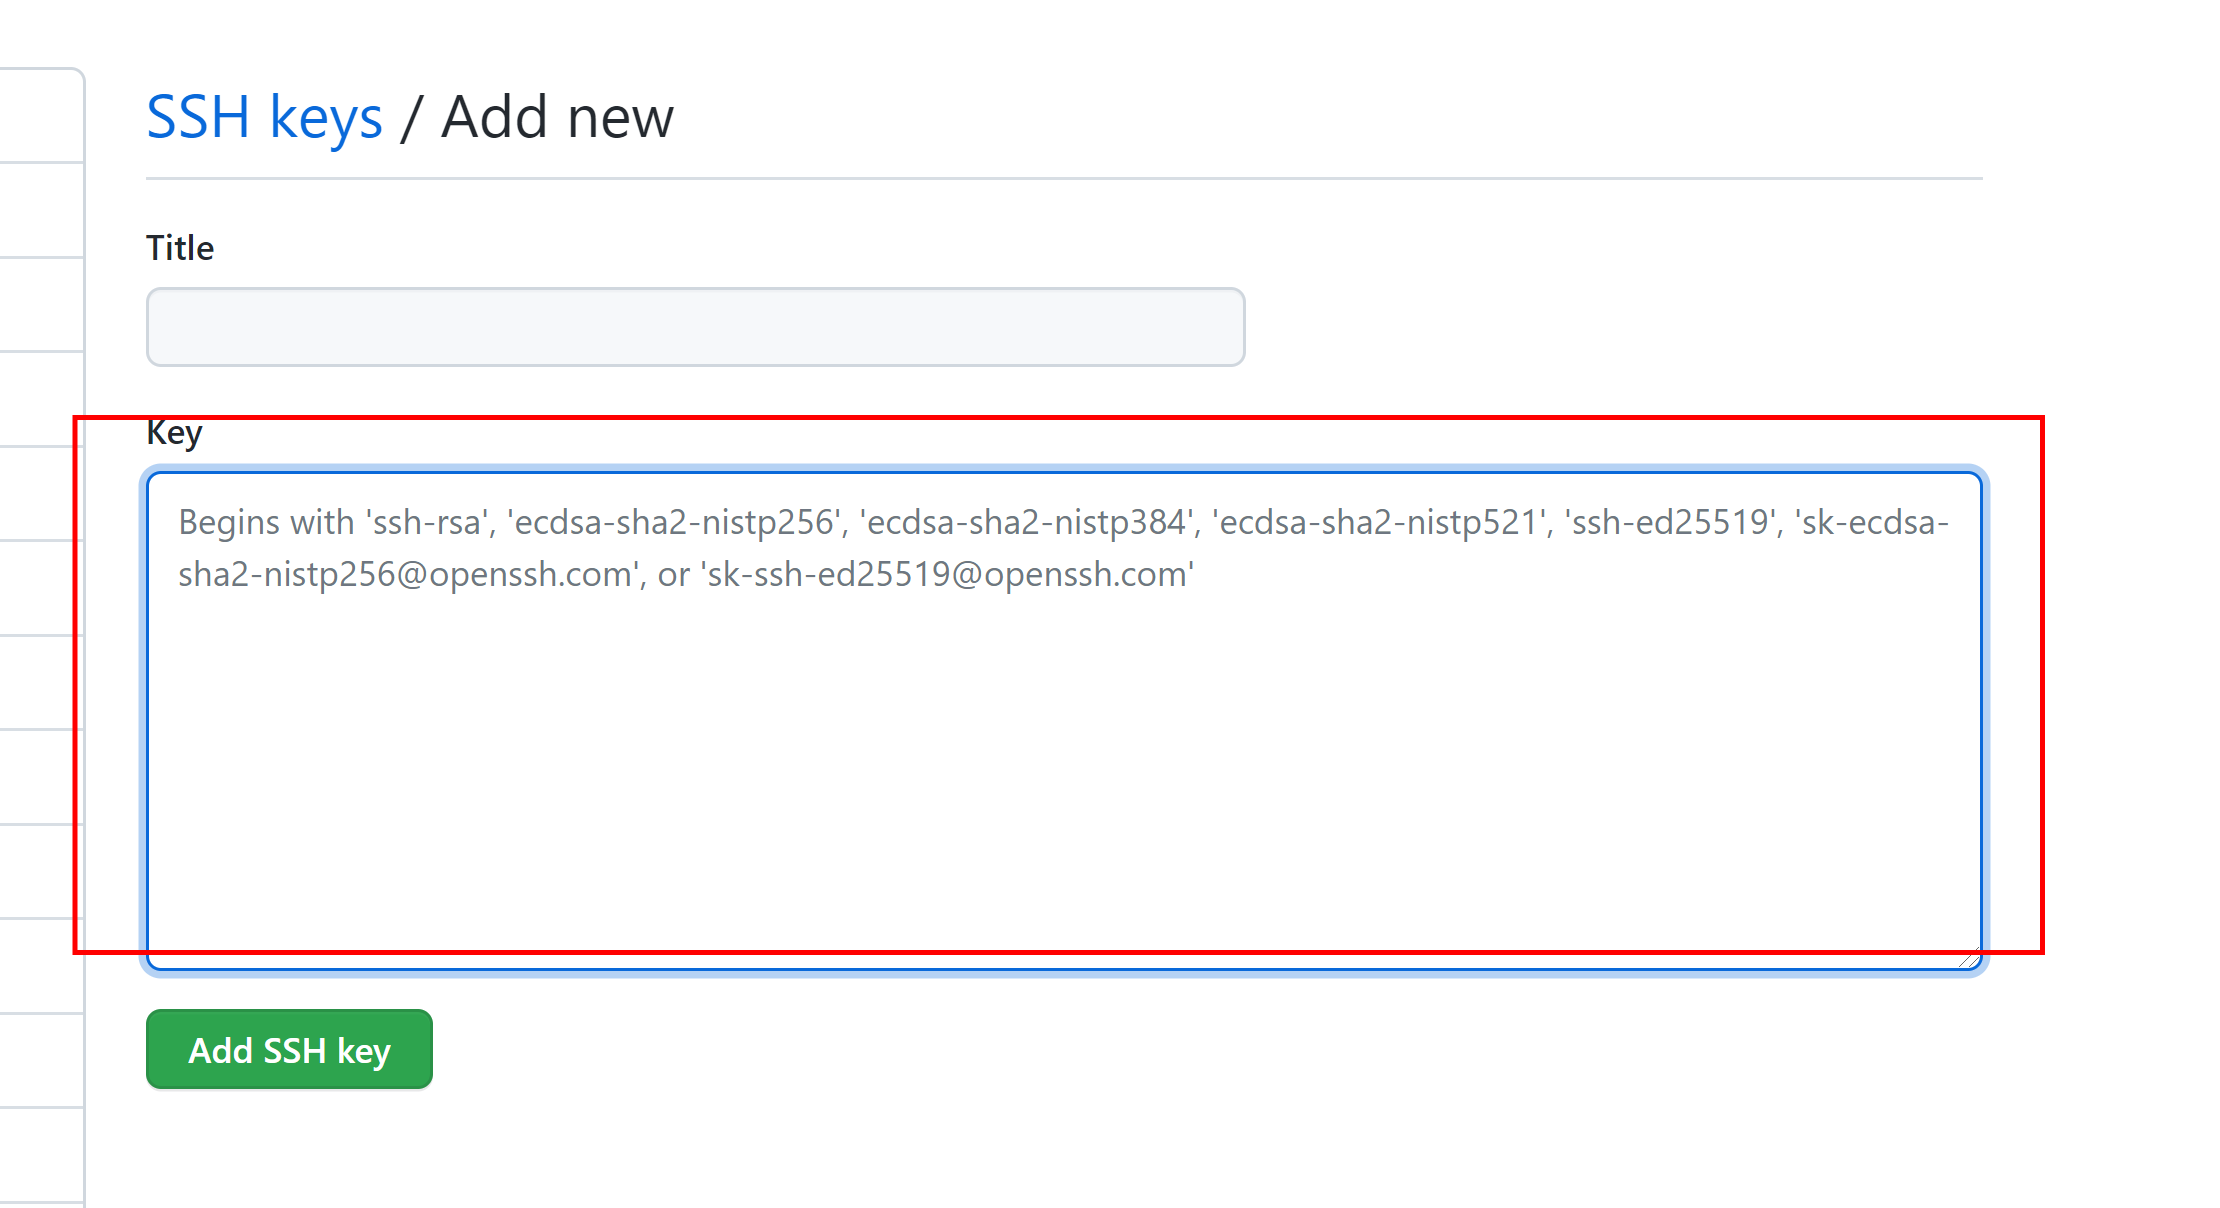 SSH keys / Add new
Title
Key
Begins with 'ssh-rsa', 'ecdsa-sha2-nistp256', 'ecdsa-sha2-nistp384', 'ecdsa-sha2-nistp521', 'ssh-ed25519', 'sk-ecdsa-
sha2-nistp256@openssh.com', or 'sk-ssh-ed25519@openssh.com'
Add SSH key